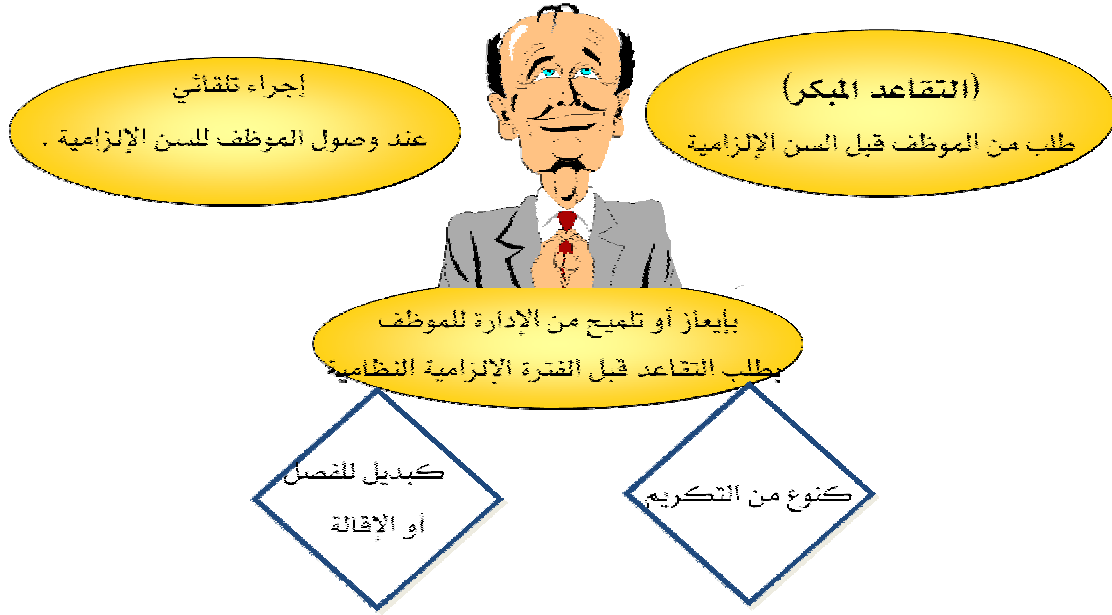 (التقاعد المبكر)
طلب من الموظف قبل السن الإلزامية
إجراء تلقائي
عند وصول الموظف للسن الإلزامية .
بإيعاز أو تلميح من الإدارة للموظف
بطلب التقاعد قبل الفترة الإلزامية النظامية
كنوع من التكريم
كبديل للفصل
أو الإقالة